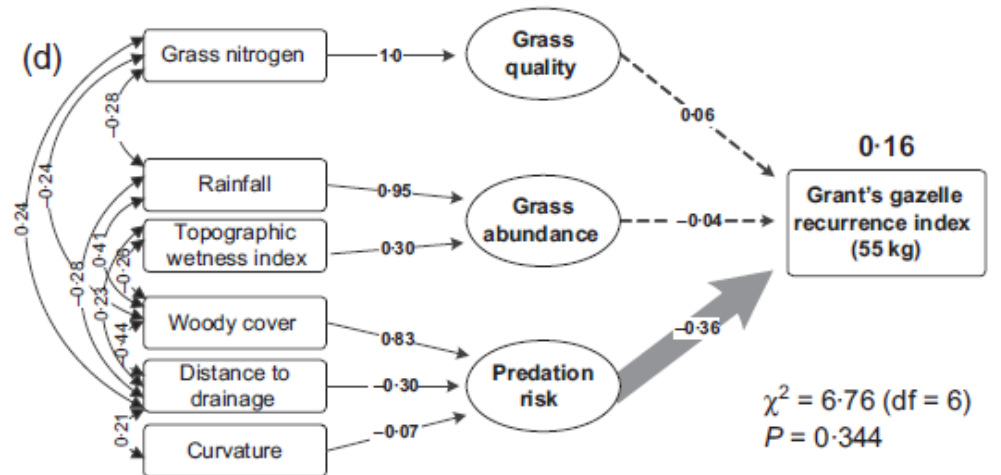 (d)
Grass nitrogen
1·0
Grass
quality
0·06
−0·28
−0·24
0·24
0·16
Rainfall
0·95
Grass
abundance
−0·04
Grant's gazelle
recurrence index
(55 kg)
Topographic
wetness index
0·30
0·41
−0·26
−0·28
0·23
Woody cover
0·83
−0·44
−0·36
Distance to
drainage
−0·30
Predation
risk
0·21
Curvature
−0·07
χ² = 6·76 (df = 6)
P = 0·344